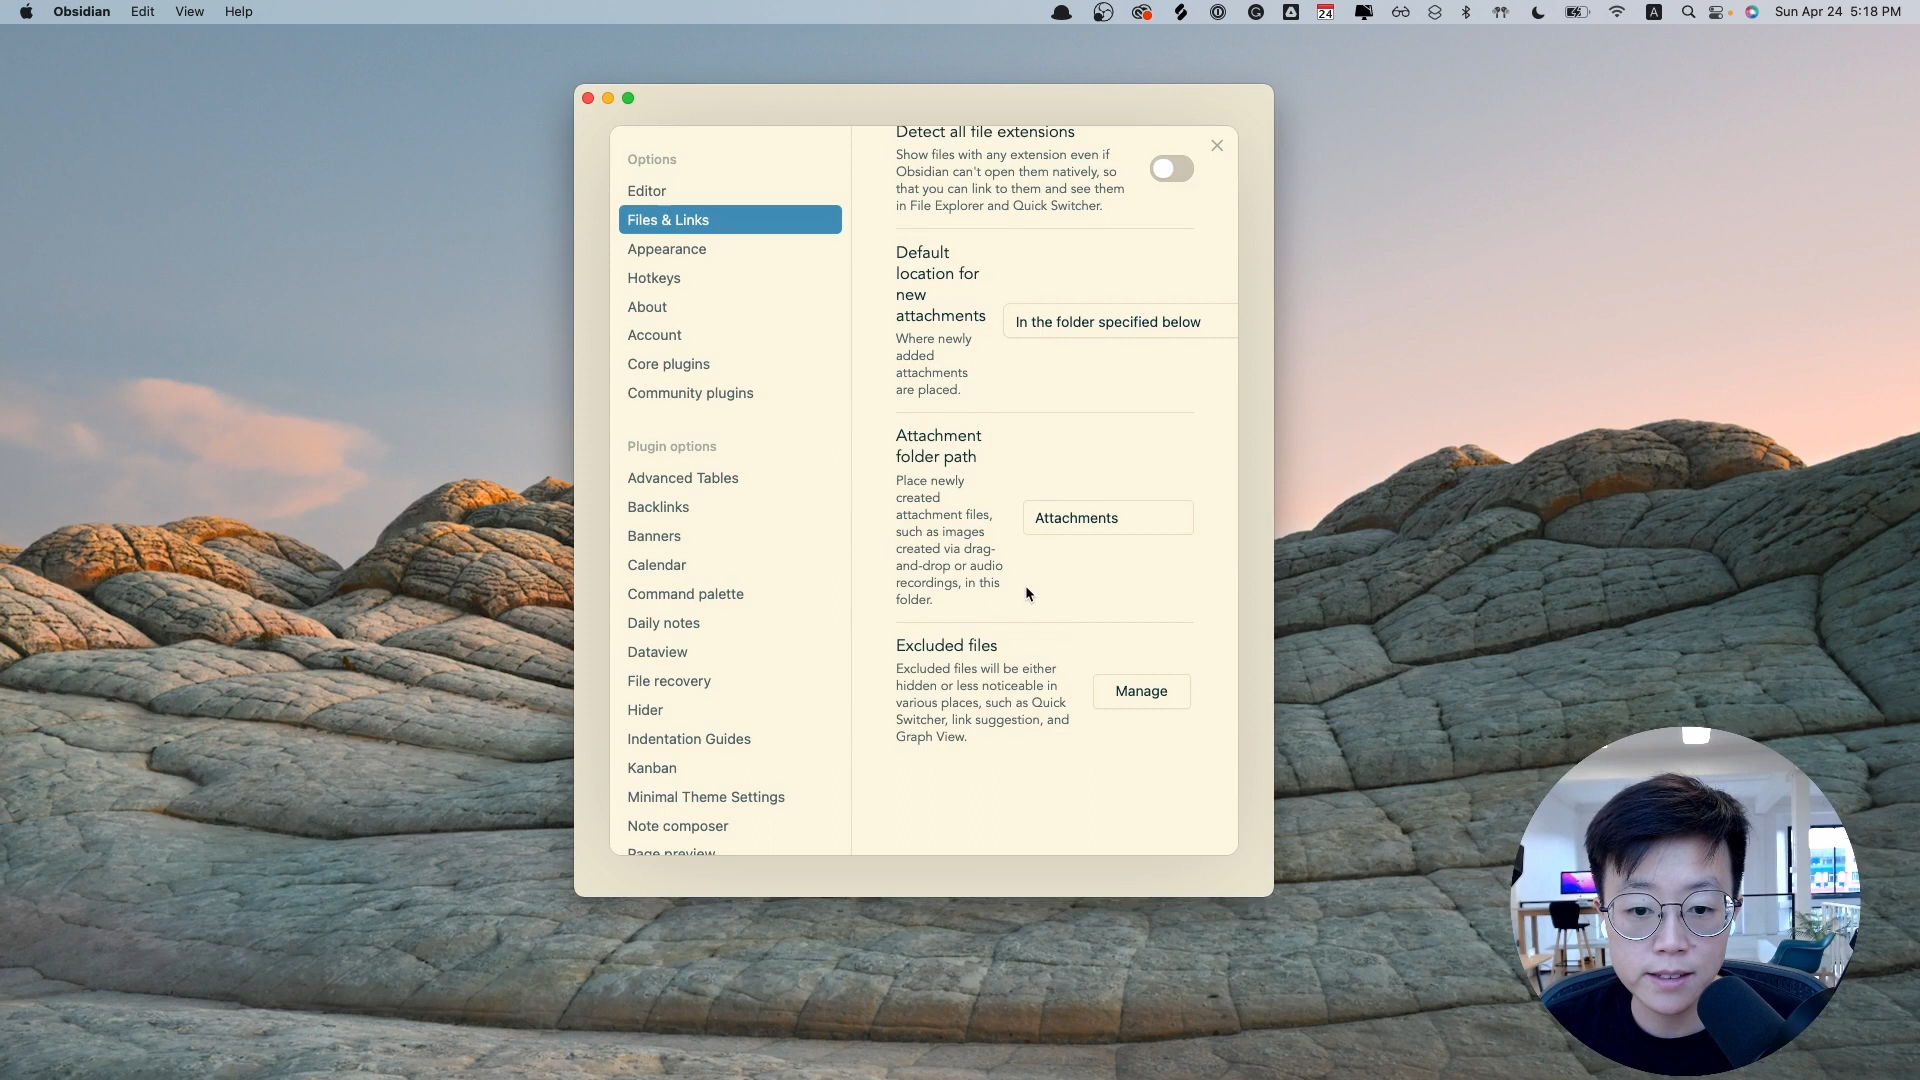 Obsidian Edit View Help
24
A
Sun Apr 24 5:18 PM
Options
Editor
Files & Links
Appearance
Hotkeys
About
Account
Core plugins
Community plugins
Plugin options
Advanced Tables
Backlinks
Banners
Calendar
Command palette
Daily notes
Dataview
File recovery
Hider
Indentation Guides
Kanban
Minimal Theme Settings
Note composer
Page preview
Detect all file extensions
Show files with any extension even if
Obsidian can't open them natively, so
that you can link to them and see them
in File Explorer and Quick Switcher.
Default
location for
new
attachments
Where newly
added
attachments
are placed.
In the folder specified below
Attachment
folder path
Place newly
created
attachment files,
such as images
created via drag-
and-drop or audio
recordings, in this
folder.
Attachments
Excluded files
Excluded files will be either
hidden or less noticeable in
various places, such as Quick
Switcher, link suggestion, and
Graph View.
Manage